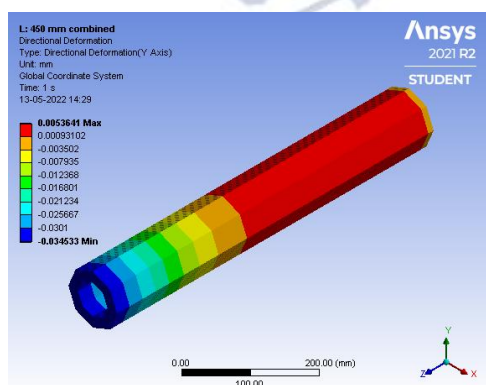 L: 450 mm combined
Directional Deformation
Type: Directional Deformation(Y Axis)
Unit: mm
Global Coordinate System
Time: 1 s
13-05-2022 14:29
0.0053641 Max
0.00093102
-0.003502
-0.007935
-0.012368
-0.016801
-0.021234
-0.025667
-0.0301
-0.034533 Min
Ansys
2021 R2
STUDENT
0.00
200.00 (mm)
100.00
Y
Z
X